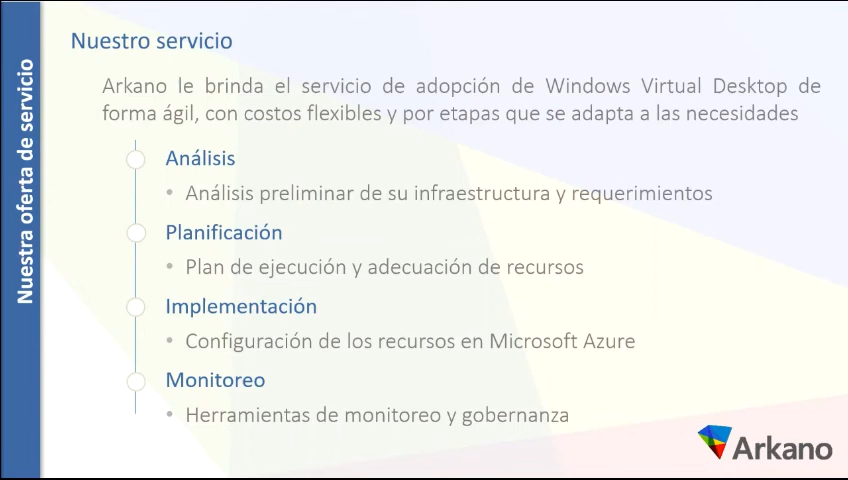 Nuestra oferta de servicio
Nuestro servicio
Arkano le brinda el servicio de adopción de Windows Virtual Desktop de
forma ágil, con costos flexibles y por etapas que se adapta a las necesidades
Análisis
• Análisis preliminar de su infraestructura y requerimientos
Planificación
• Plan de ejecución y adecuación de recursos
Implementación
• Configuración de los recursos en Microsoft Azure
Monitoreo
• Herramientas de monitoreo y gobernanza
Arkano